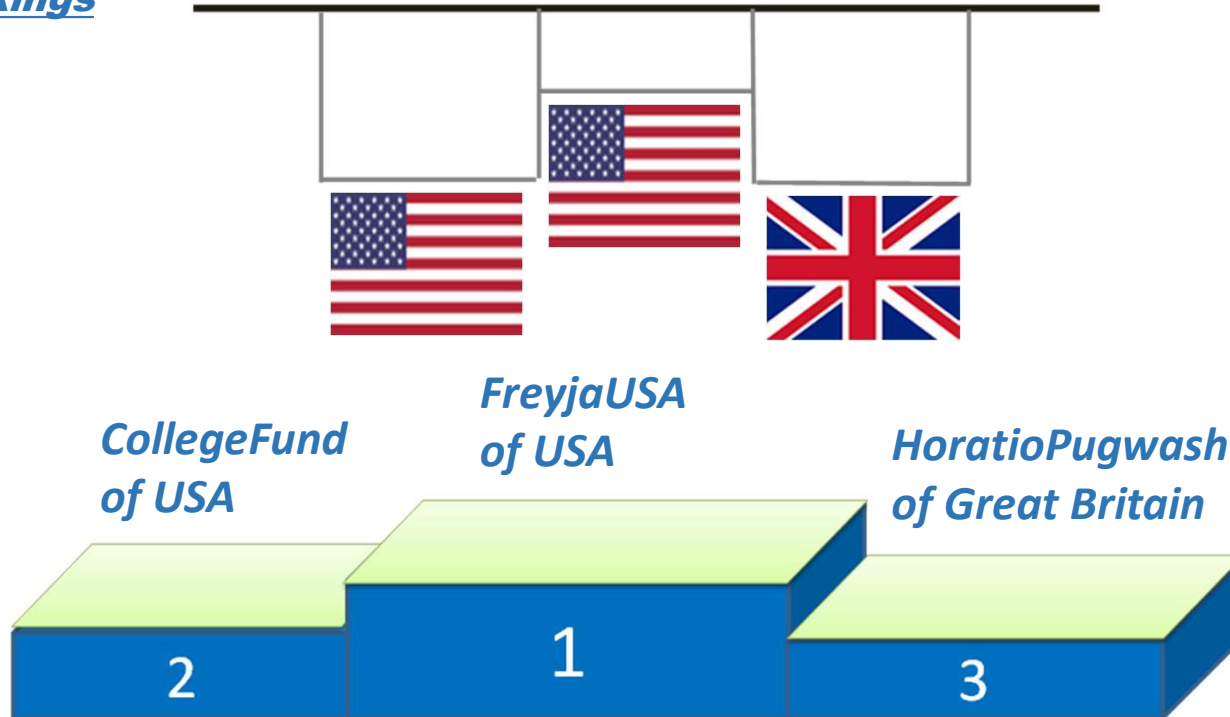 FreyjaUSA
of USA
CollegeFund
of USA
HoratioPugwash
of Great Britain
2
1
3